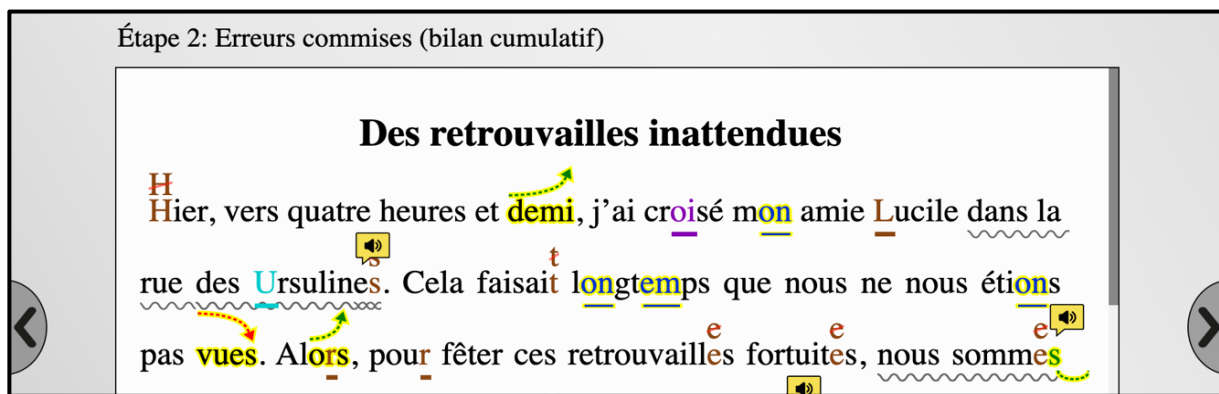 Étape 2: Erreurs commises (bilan cumulatif)
Des retrouvailles inattendues
H
Hier, vers quatre heures et demi, j'ai croisé mon amie Lucile dans la
s t
rue des Ursulines. Cela faisait longtemps que nous ne nous étions
e e e
pas vues. Alors, pour fêter ces retrouvailles fortuites, nous sommes